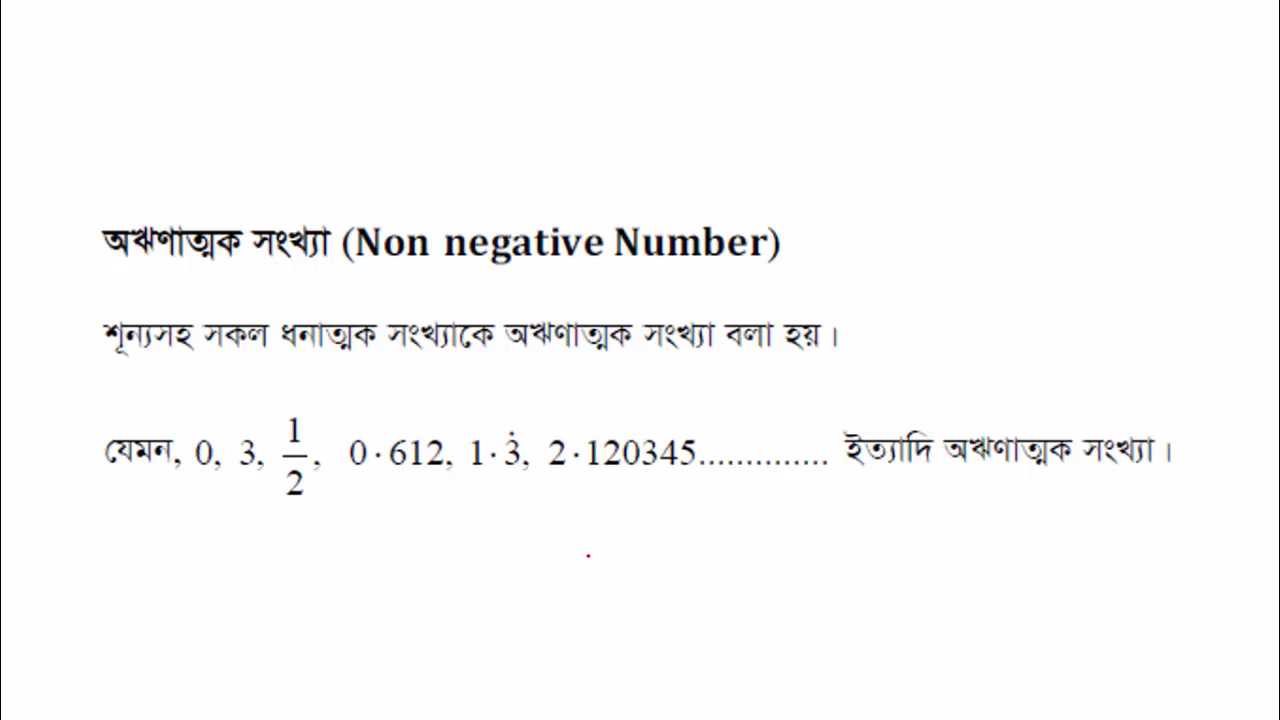 অঋণাত্মক সংখ্যা (Non negative Number)
শূন্যসহ সকল ধনাত্মক সংখ্যাকে অঋণাত্মক সংখ্যা বলা হয়।
যেমন, 0, 3, 1/2, 0·612, 1·3̇, 2·120345.............. ইত্যাদি অঋণাত্মক সংখ্যা।